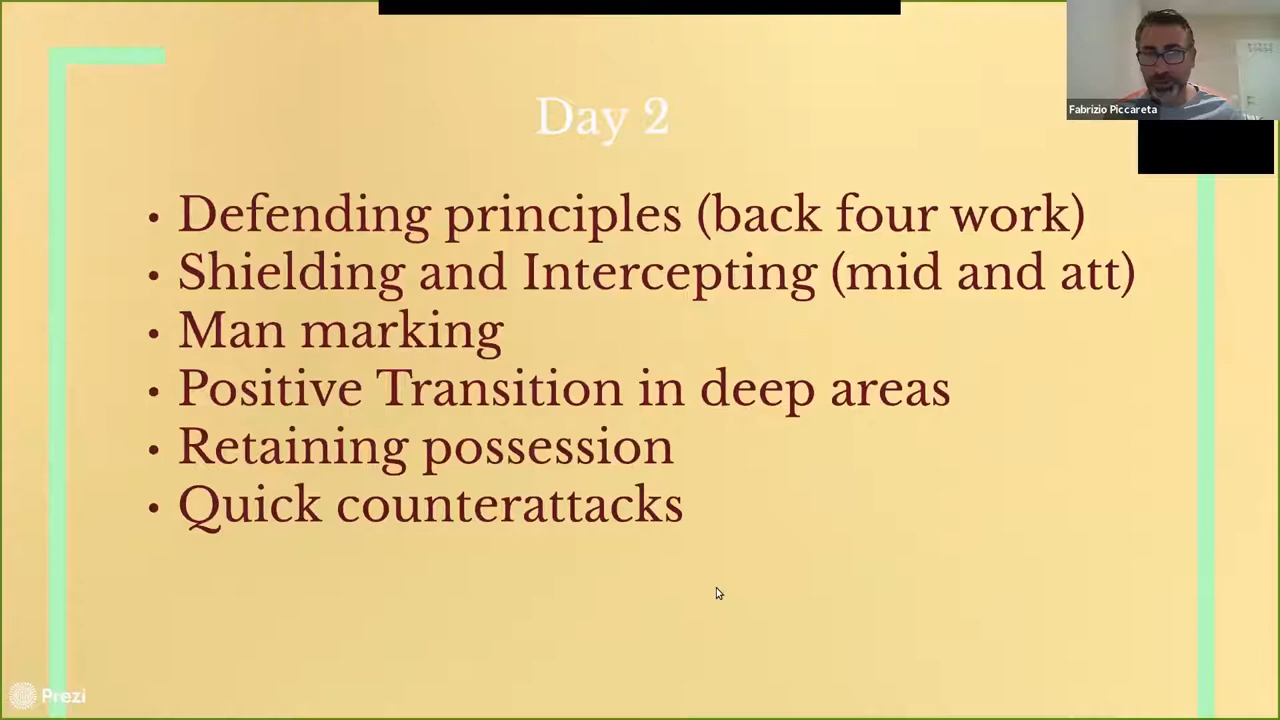 Fabrizio Piccareta
Day 2
• Defending principles (back four work)
• Shielding and Intercepting (mid and att)
• Man marking
• Positive Transition in deep areas
• Retaining possession
• Quick counterattacks
Prezi